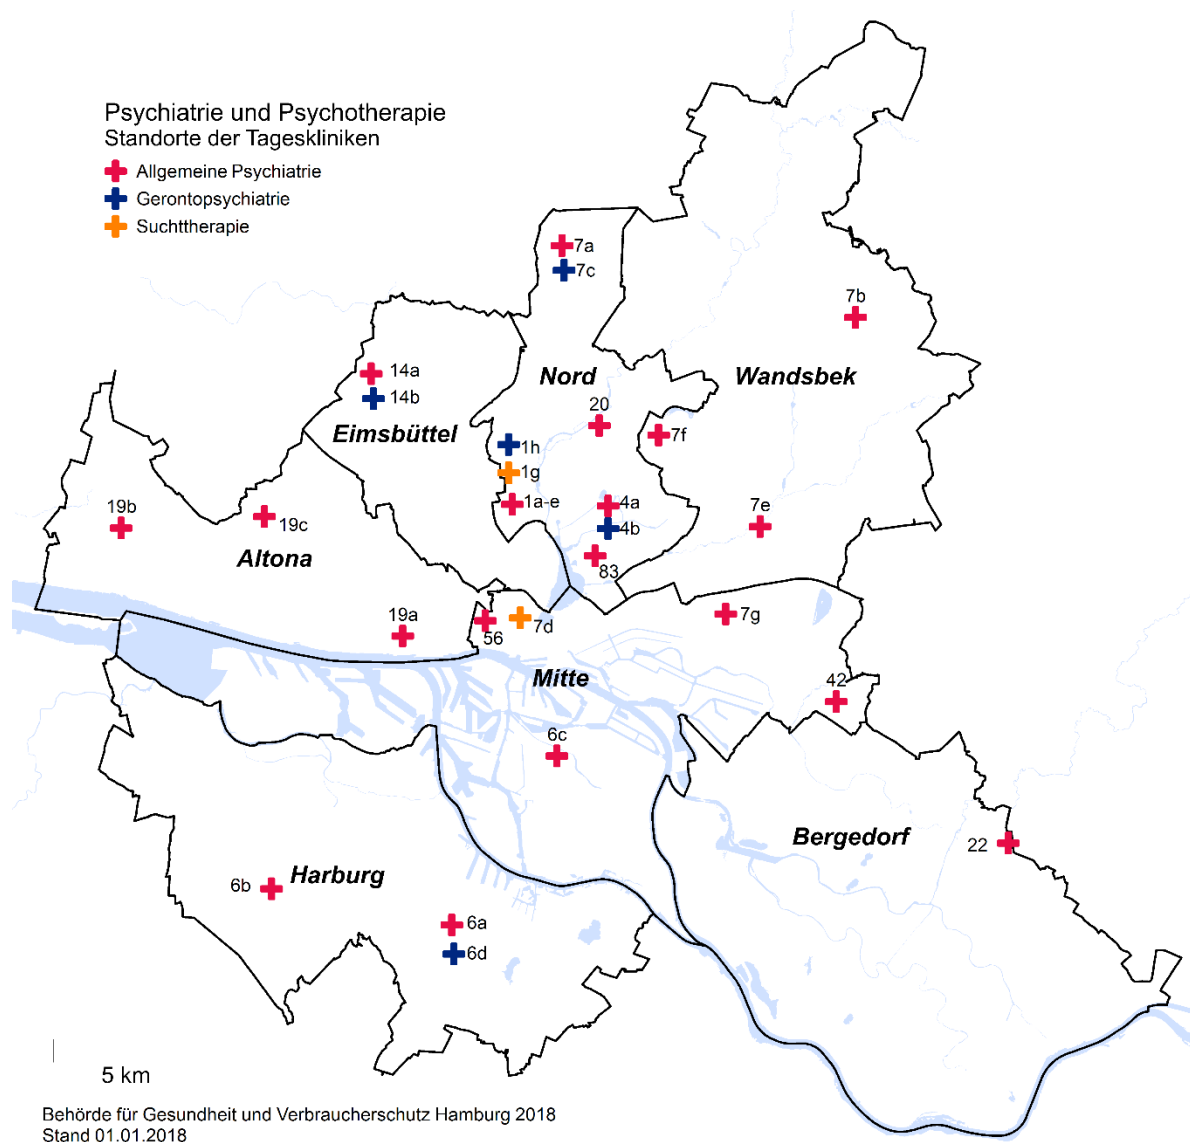 Psychiatrie und Psychotherapie
Standorte der Tageskliniken
Allgemeine Psychiatrie
Gerontopsychiatrie
Suchttherapie
7a
7c
7b
Nord
Wandsbek
14a
14b
20
Eimsbüttel
7f
1h
1g
1a-e
4a
4b
7e
19b
19c
Altona
83
19a
56
7d
7g
Mitte
42
6c
Bergedorf
22
Harburg
6b
6a
6d
5 km
Behörde für Gesundheit und Verbraucherschutz Hamburg 2018
Stand 01.01.2018